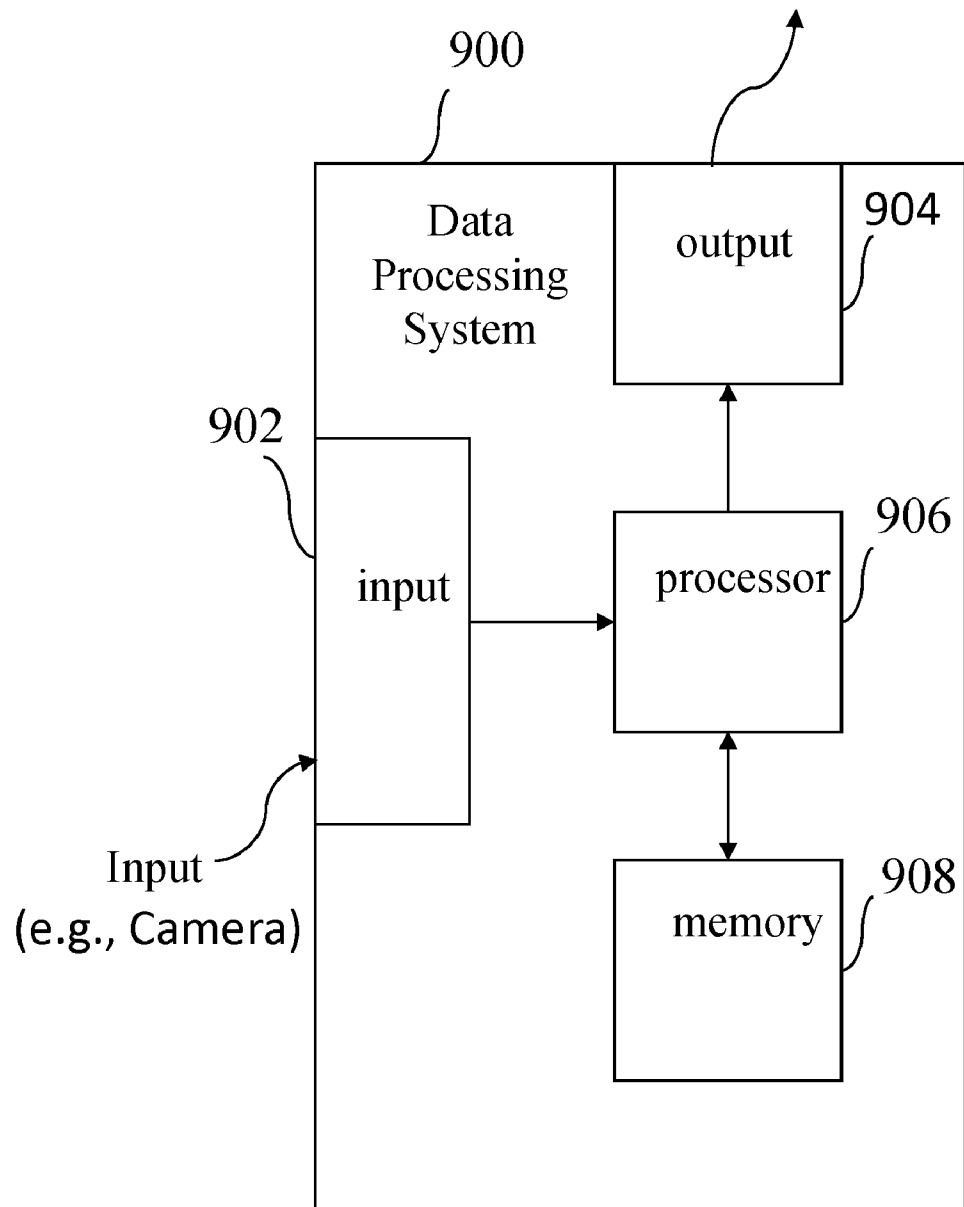 900
Data
Processing
System
output
904
902
input
processor
906
Input
(e.g., Camera)
memory
908